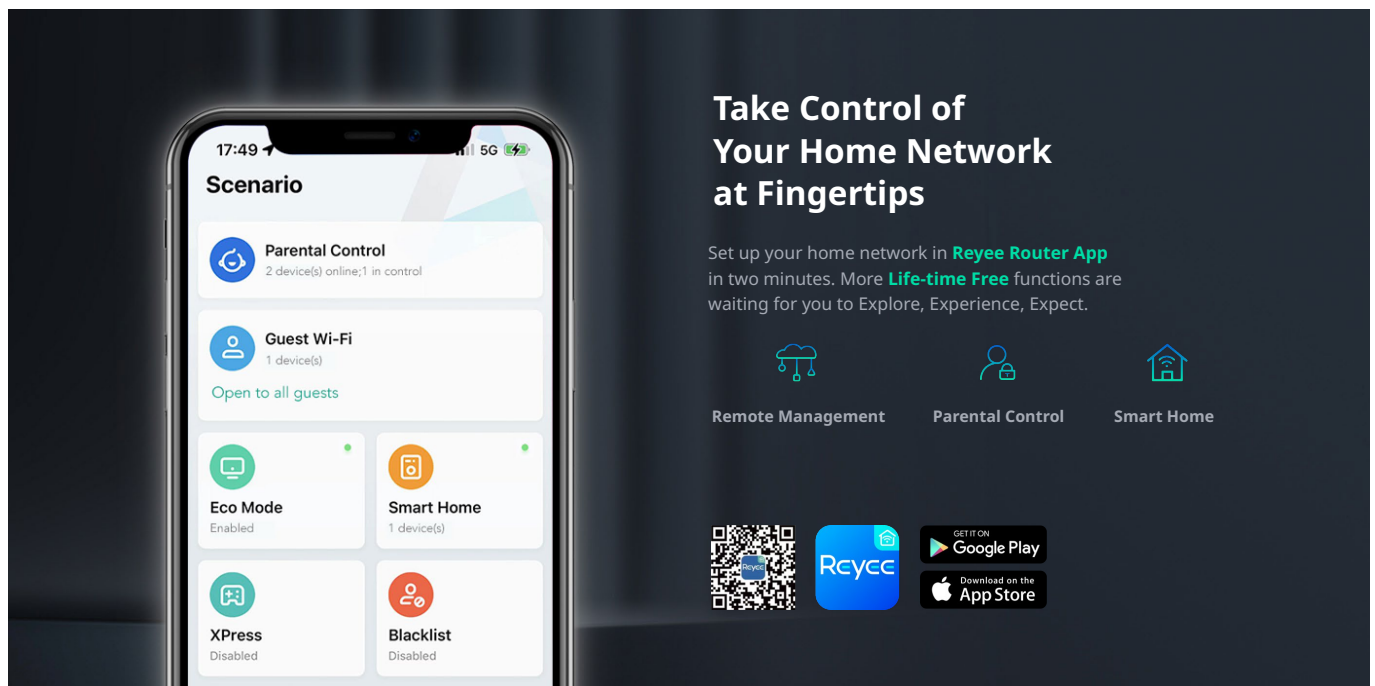 17:49
5G
Scenario
Parental Control
2 device(s) online;1 in control
Guest Wi-Fi
1 device(s)
Open to all guests
Eco Mode
Enabled
Smart Home
1 device(s)
XPress
Disabled
Blacklist
Disabled
Take Control of
Your Home Network
at Fingertips
Set up your home network in Reyee Router App
in two minutes. More Life-time Free functions are
waiting for you to Explore, Experience, Expect.
Remote Management
Parental Control
Smart Home
Reyee
Reyee
GET IT ON
Google Play
Download on the
App Store